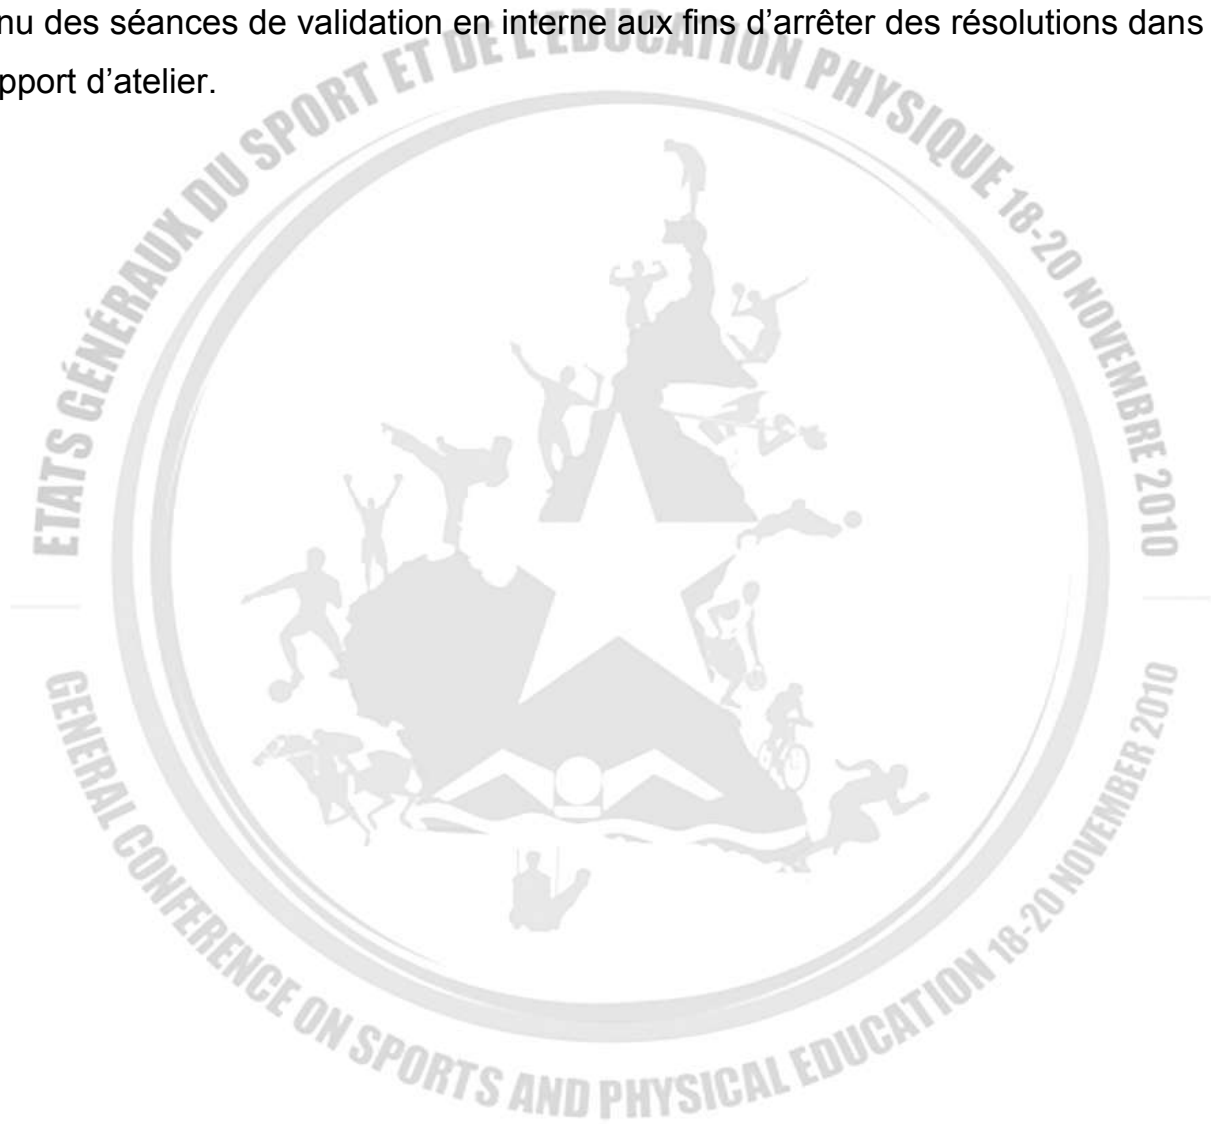 nu des séances de validation en interne aux fins d’arrêter des résolutions dans
pport d’atelier.
ETATS GÉNÉRAUX DU SPORT ET DE L'EDUCATION PHYSIQUE 18-20 NOVEMBRE 2010
GENERAL CONFERENCE ON SPORTS AND PHYSICAL EDUCATION 18-20 NOVEMBER 2010